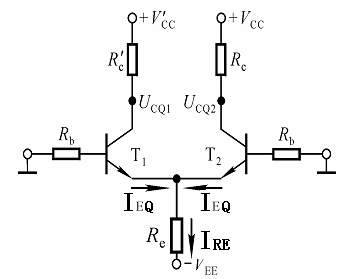 +V′CC +VCC
R′c Rc
UCQ1 UCQ2
Rb T1 T2 Rb
IEQ IEQ
Re IRE
−VEE